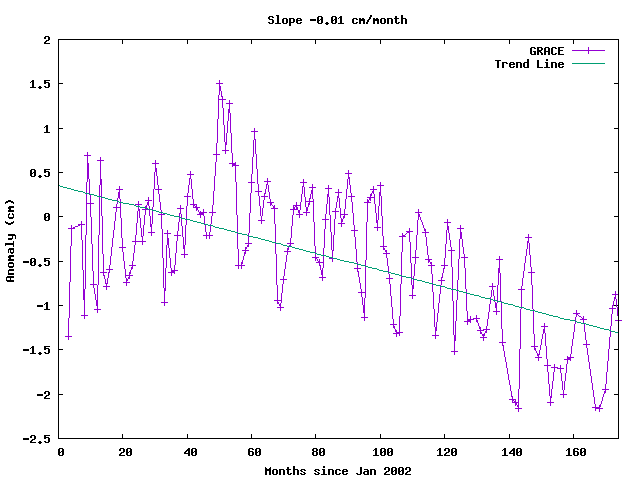 Slope -0.01 cm/month
GRACE
Trend Line
Anomaly (cm)
2
1.5
1
0.5
0
-0.5
-1
-1.5
-2
-2.5
0 20 40 60 80 100 120 140 160
Months since Jan 2002